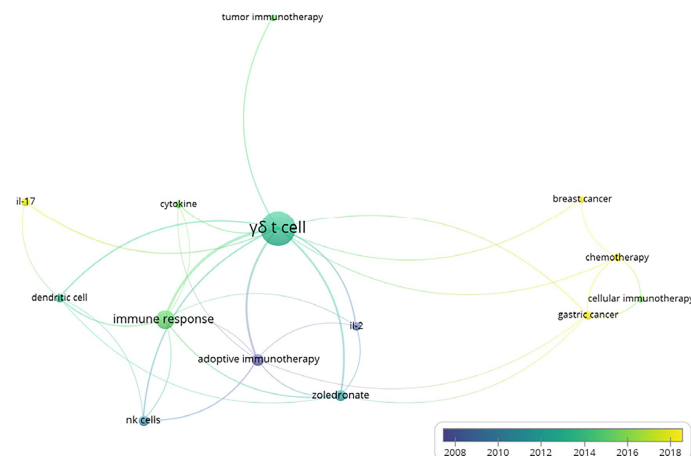 tumor immunotherapy
il-17
cytokine
breast cancer
γδ t cell
chemotherapy
dendritic cell
cellular immunotherapy
gastric cancer
immune response
il-2
adoptive immunotherapy
zoledronate
nk cells
2008 2010 2012 2014 2016 2018